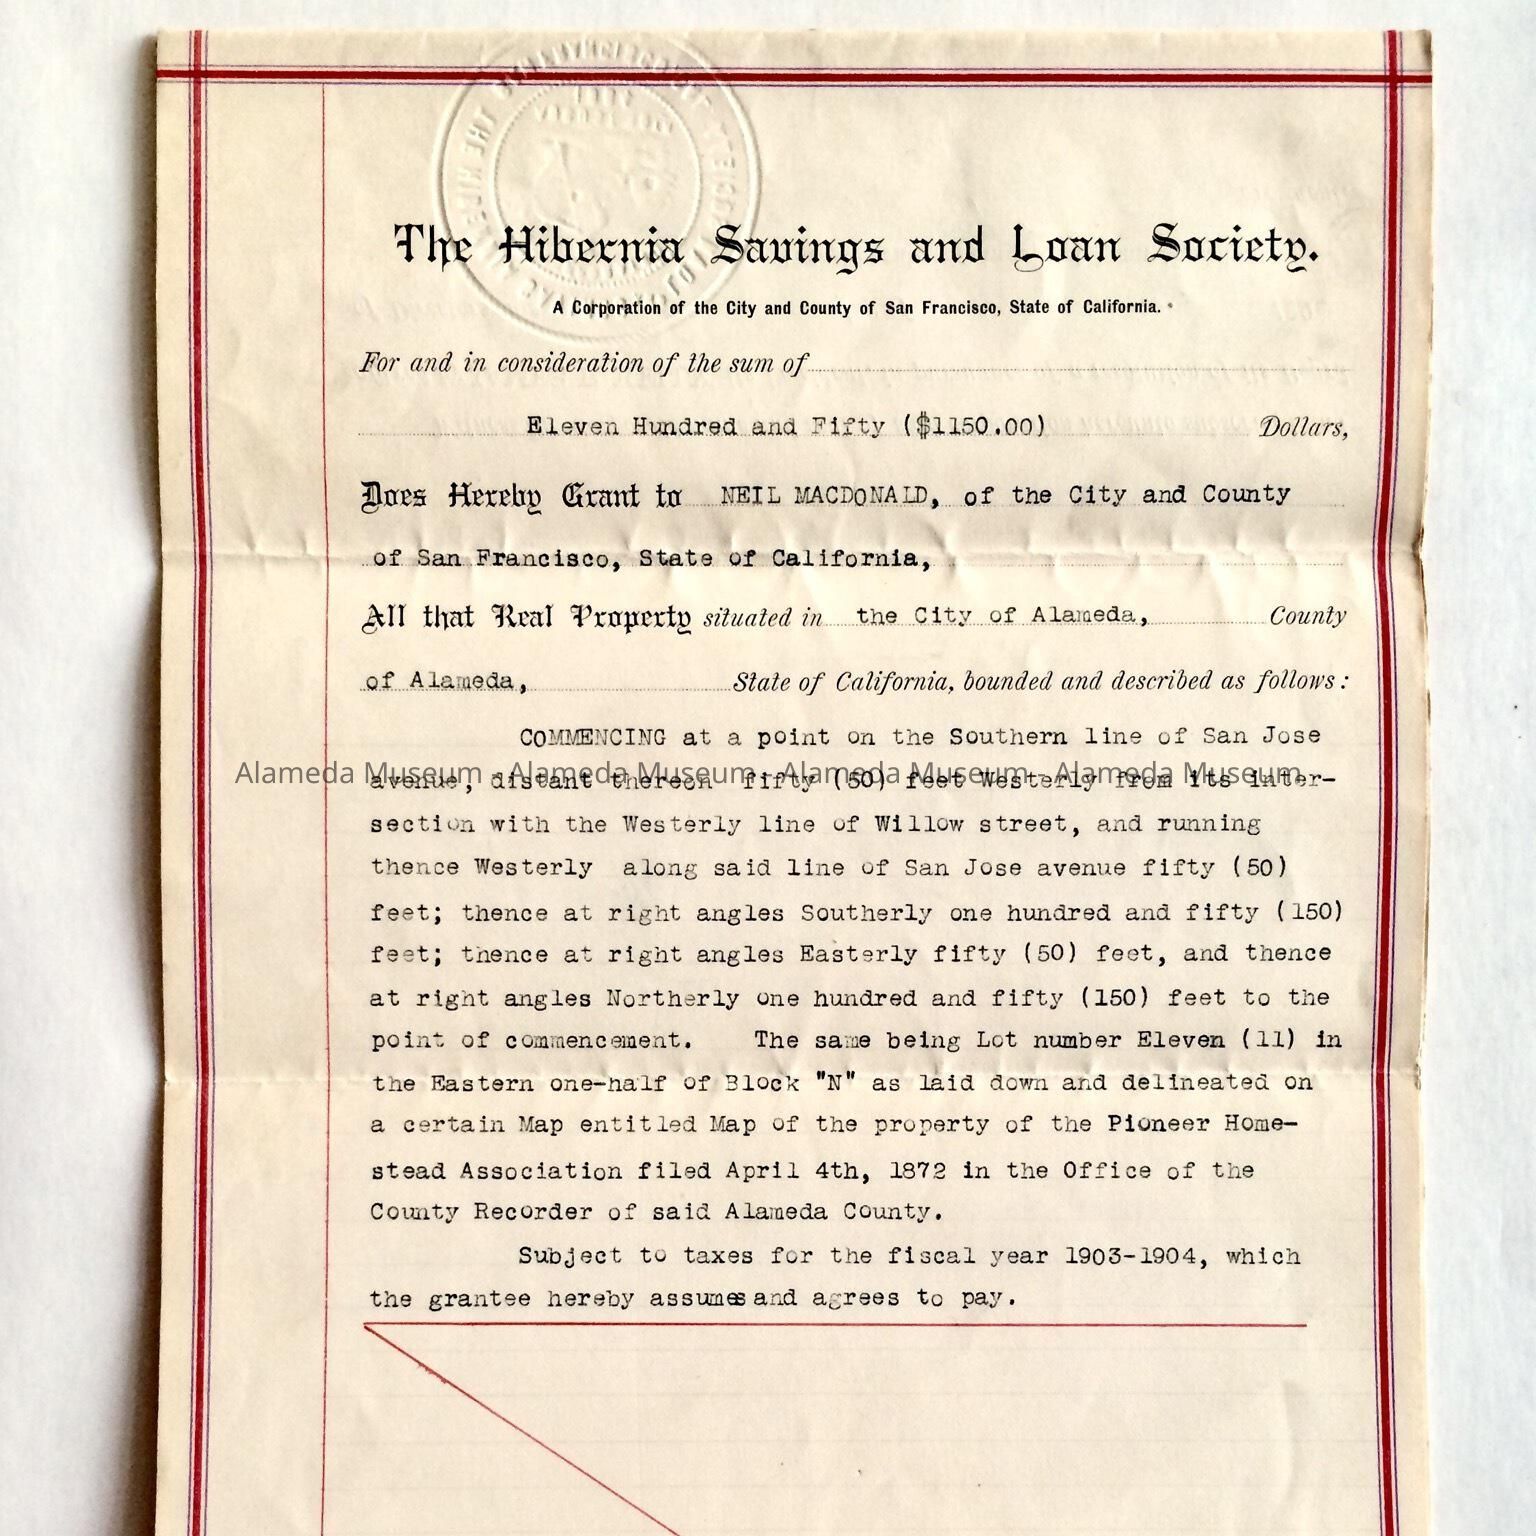 The Hibernia Savings and Loan Society.
A Corporation of the City and County of San Francisco, State of California.
For and in consideration of the sum of
Eleven Hundred and Fifty ($1150.00) Dollars,
Does Hereby Grant to NEIL MACDONALD, of the City and County
of San Francisco, State of California,
All that Real Property situated in the City of Alameda, County
of Alameda, State of California, bounded and described as follows:
COMMENCING at a point on the Southern line of San Jose
Alameda Museum - Alameda Museum - Alameda Museum - Alameda Museum
avenue, distant thereon fifty (50) feet Westerly from its inter-
section with the Westerly line of Willow street, and running
thence Westerly along said line of San Jose avenue fifty (50)
feet; thence at right angles Southerly one hundred and fifty (150)
feet; thence at right angles Easterly fifty (50) feet, and thence
at right angles Northerly one hundred and fifty (150) feet to the
point of commencement. The same being Lot number Eleven (11) in
the Eastern one-half of Block "N" as laid down and delineated on
a certain Map entitled Map of the property of the Pioneer Home-
stead Association filed April 4th, 1872 in the Office of the
County Recorder of said Alameda County.
Subject to taxes for the fiscal year 1903-1904, which
the grantee hereby assumes and agrees to pay.